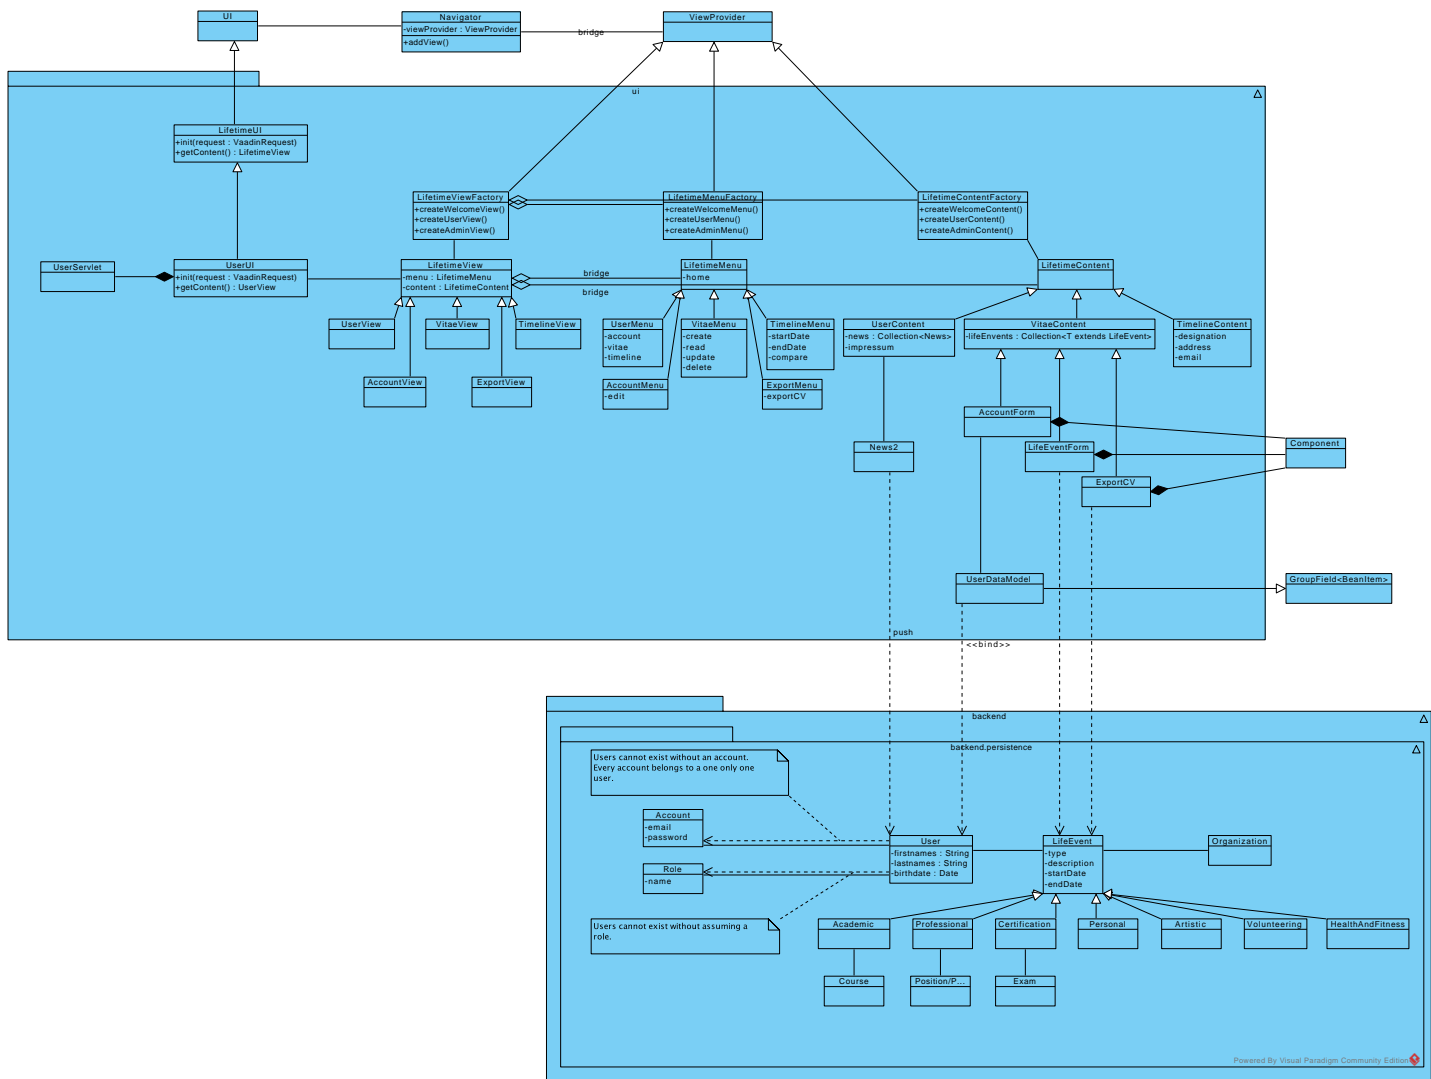 UI
Navigator
-viewProvider : ViewProvider
+addView()
bridge
ViewProvider
ui
LifetimeUI
+init(request : VaadinRequest)
+getContent() : LifetimeView
LifetimeViewFactory
+createWelcomeView()
+createUserView()
+createAdminView()
LifetimeMenuFactory
+createWelcomeMenu()
+createUserMenu()
+createAdminMenu()
LifetimeContentFactory
+createWelcomeContent()
+createUserContent()
+createAdminContent()
UserServlet
UserUI
+init(request : VaadinRequest)
+getContent() : UserView
LifetimeView
-menu : LifetimeMenu
-content : LifetimeContent
bridge
bridge
LifetimeMenu
-home
LifetimeContent
UserView
VitaeView
TimelineView
AccountView
ExportView
UserMenu
-account
-vitae
-timeline
VitaeMenu
-create
-read
-update
-delete
TimelineMenu
-startDate
-endDate
-compare
AccountMenu
-edit
ExportMenu
-exportCV
UserContent
-news : Collection<News>
-impressum
VitaeContent
-lifeEnvents : Collection<T extends LifeEvent>
TimelineContent
-designation
-address
-email
AccountForm
News2
LifeEventForm
Component
ExportCV
UserDataModel
GroupField<BeanItem>
push
<<bind>>
backend
backend.persistence
Users cannot exist without an account.
Every account belongs to a one only one
user.
Account
-email
-password
Role
-name
User
-firstnames : String
-lastnames : String
-birthdate : Date
LifeEvent
-type
-description
-startDate
-endDate
Organization
Users cannot exist without assuming a
role.
Academic
Professional
Certification
Personal
Artistic
Volunteering
HealthAndFitness
Course
Position/P...
Exam
Powered By Visual Paradigm Community Edition